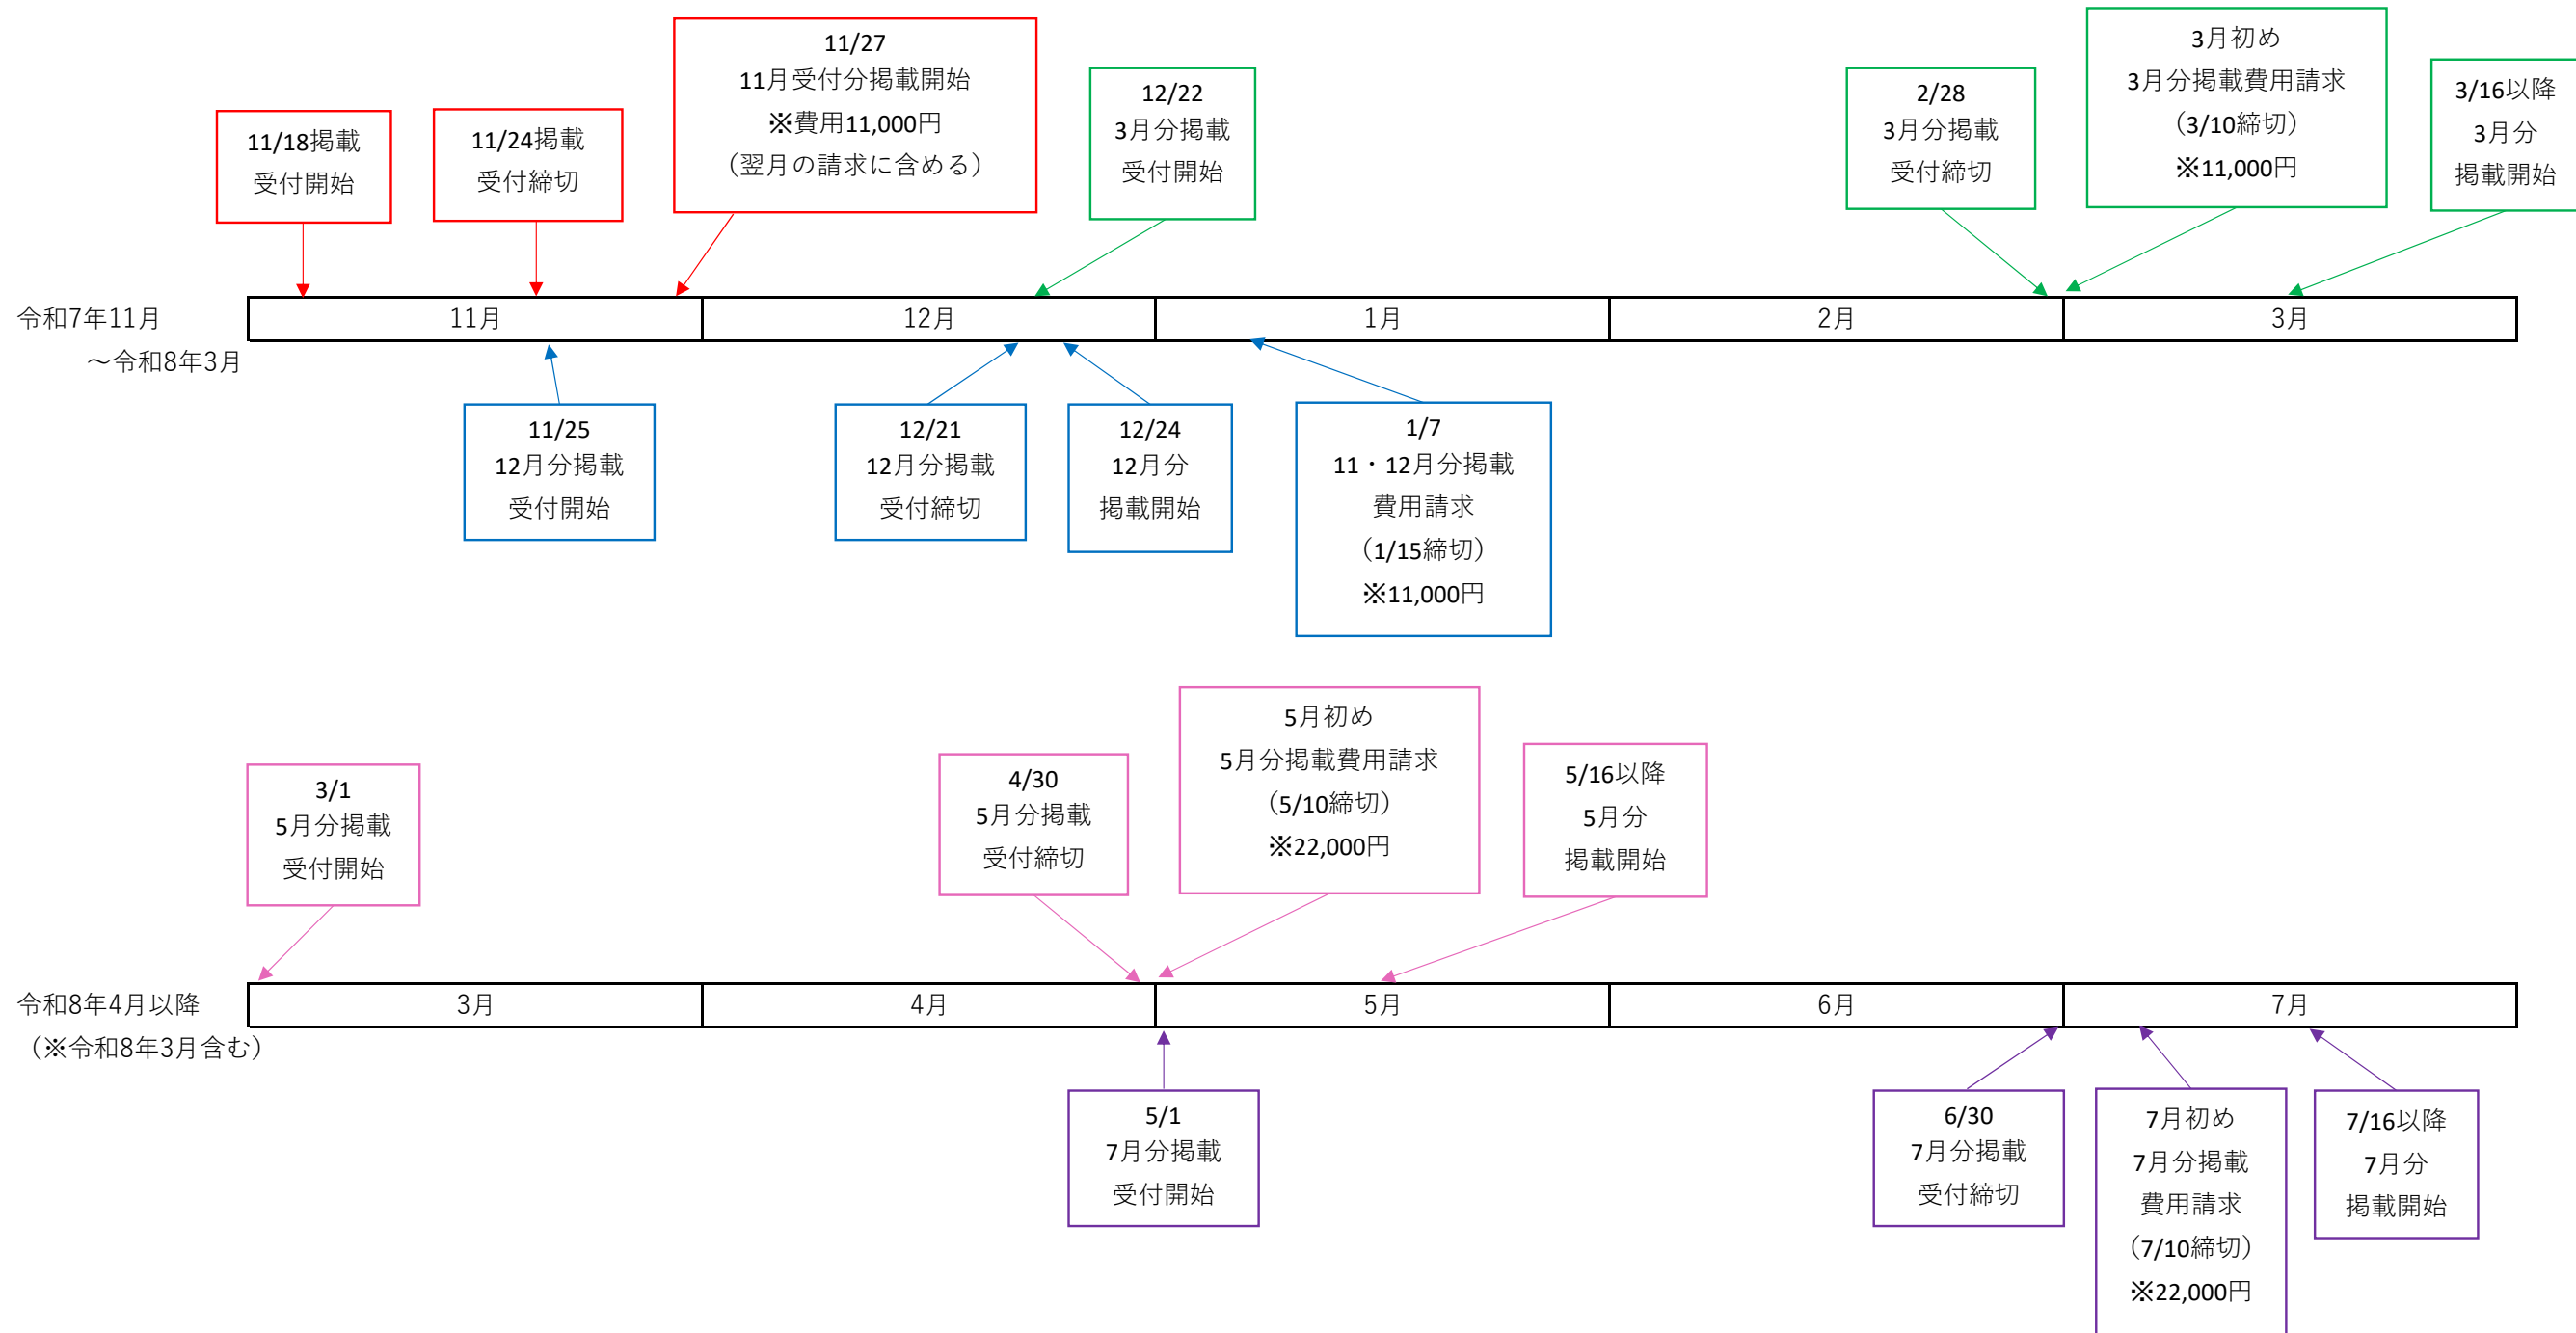 11/18掲載
受付開始
11/24掲載
受付締切
11/27
11月受付分掲載開始
※費用11,000円
（翌月の請求に含める）
12/22
3月分掲載
受付開始
2/28
3月分掲載
受付締切
3月初め
3月分掲載費用請求
（3/10締切）
※11,000円
3/16以降
3月分
掲載開始
令和7年11月
～令和8年3月
11月
12月
1月
2月
3月
11/25
12月分掲載
受付開始
12/21
12月分掲載
受付締切
12/24
12月分
掲載開始
1/7
11・12月分掲載
費用請求
（1/15締切）
※11,000円
3/1
5月分掲載
受付開始
4/30
5月分掲載
受付締切
5月初め
5月分掲載費用請求
（5/10締切）
※22,000円
5/16以降
5月分
掲載開始
令和8年4月以降
（※令和8年3月含む）
3月
4月
5月
6月
7月
5/1
7月分掲載
受付開始
6/30
7月分掲載
受付締切
7月初め
7月分掲載
費用請求
（7/10締切）
※22,000円
7/16以降
7月分
掲載開始